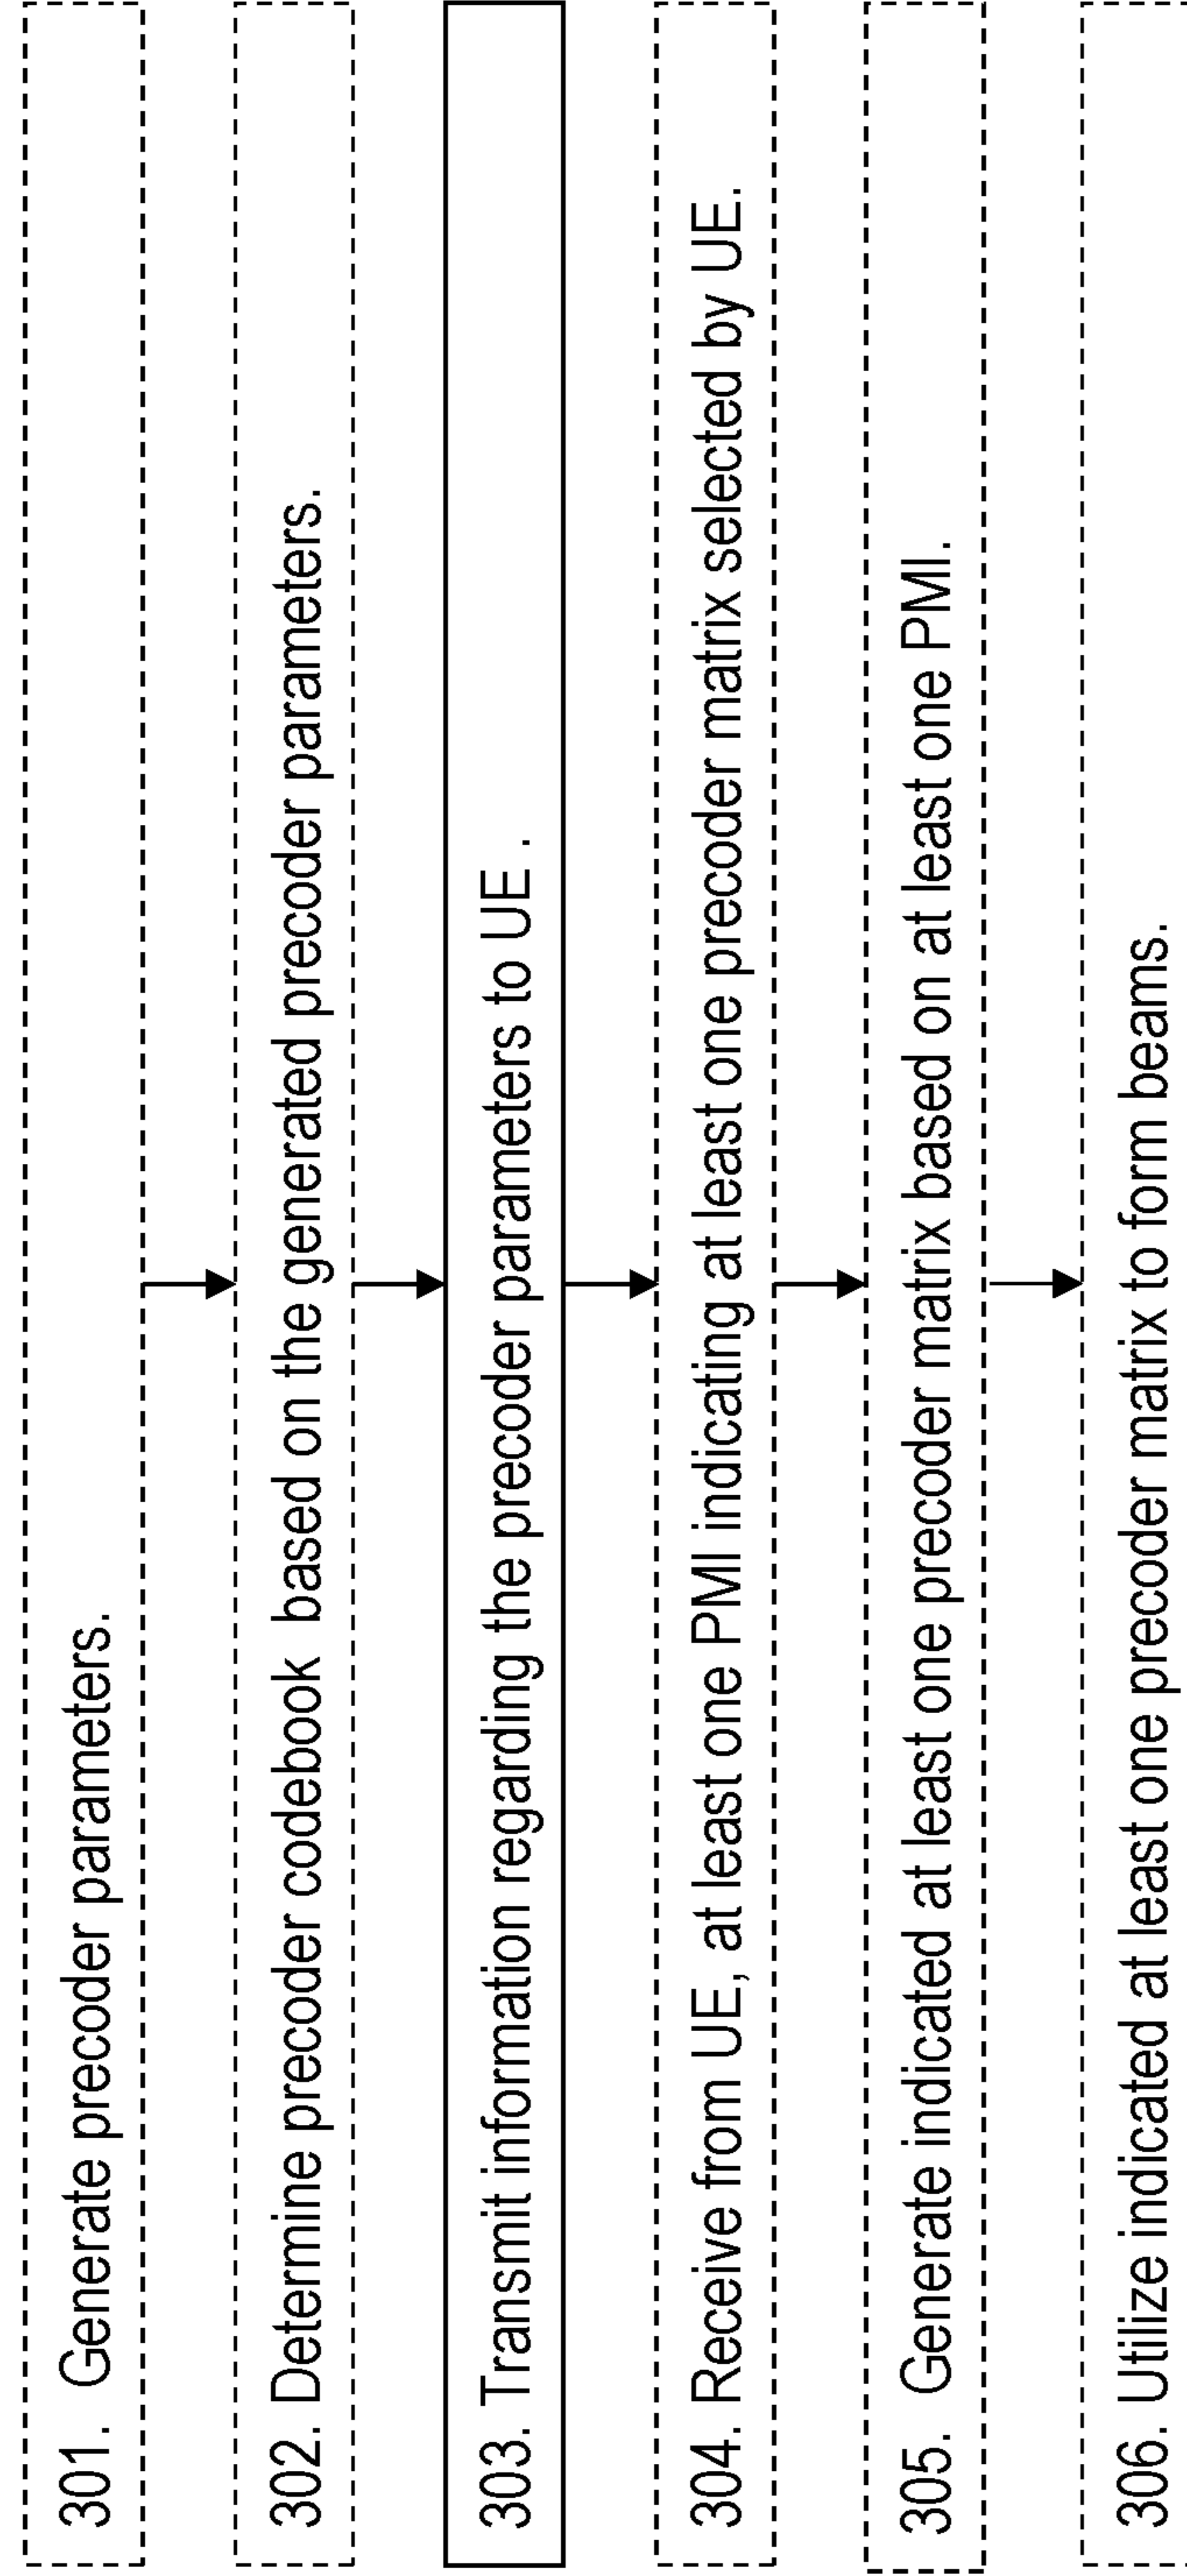 301. Generate precoder parameters.
302. Determine precoder codebook based on the generated precoder parameters.
303. Transmit information regarding the precoder parameters to UE .
304. Receive from UE, at least one PMI indicating at least one precoder matrix selected by UE.
305. Generate indicated at least one precoder matrix based on at least one PMI.
306. Utilize indicated at least one precoder matrix to form beams.